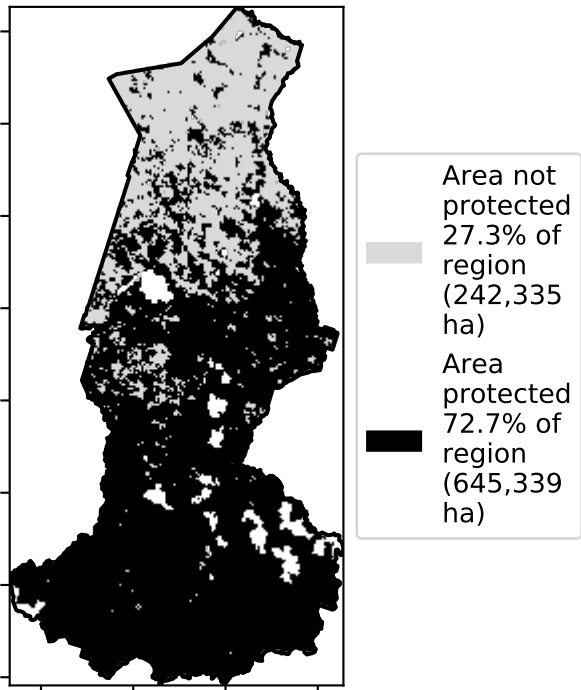 Area not
protected
27.3% of
region
(242,335
ha)
Area
protected
72.7% of
region
(645,339
ha)